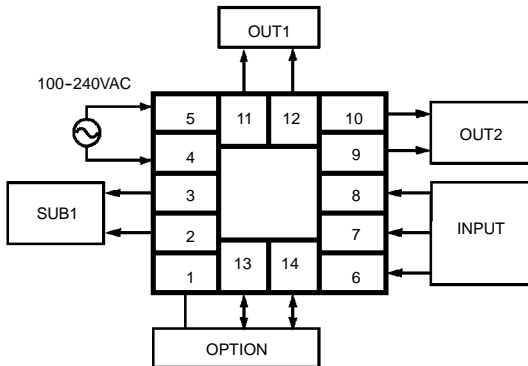 OUT1
100-240VAC
5 11 12 10
OUT2
4 9
3 8
SUB1
2 7
INPUT
1 13 14 6
OPTION